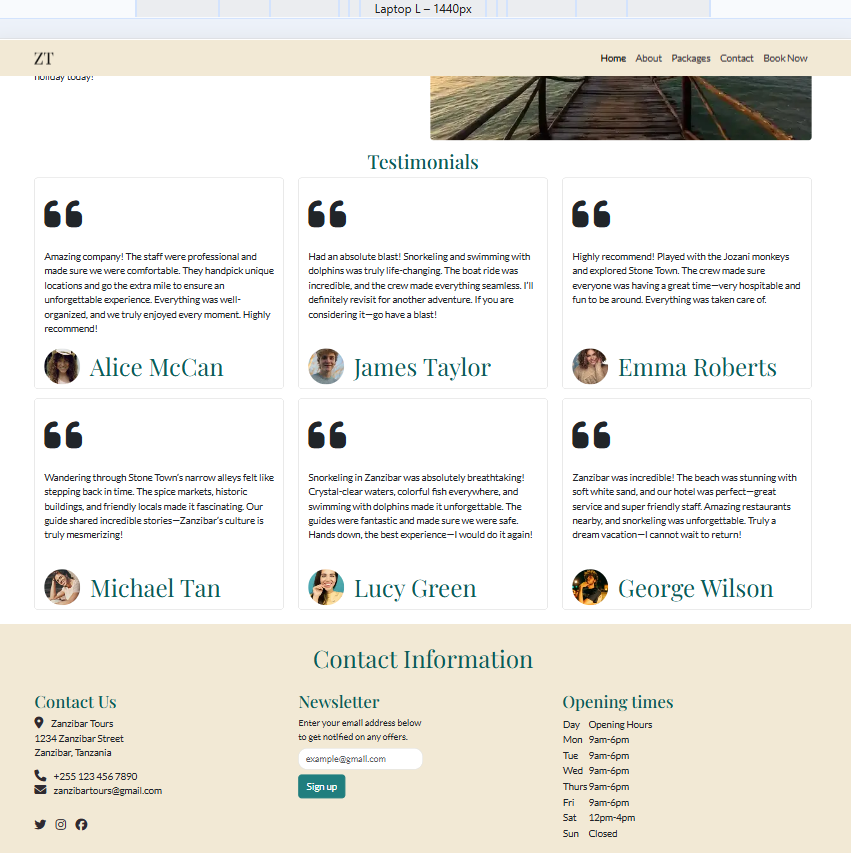 Laptop L – 1440px
ZT
Home About Packages Contact Book Now
holiday today!
Testimonials
Amazing company! The staff were professional and
made sure we were comfortable. They handpick unique
locations and go the extra mile to ensure an
unforgettable experience. Everything was well-
organized, and we truly enjoyed every moment. Highly
recommend!
Alice McCan
Had an absolute blast! Snorkeling and swimming with
dolphins was truly life-changing. The boat ride was
incredible, and the crew made everything seamless. I'll
definitely revisit for another adventure. If you are
considering it—go have a blast!
James Taylor
Highly recommend! Played with the Jozani monkeys
and explored Stone Town. The crew made sure
everyone was having a great time—very hospitable and
fun to be around. Everything was taken care of.
Emma Roberts
Wandering through Stone Town's narrow alleys felt like
stepping back in time. The spice markets, historic
buildings, and friendly locals made it fascinating. Our
guide shared incredible stories—Zanzibar's culture is
truly mesmerizing!
Michael Tan
Snorkeling in Zanzibar was absolutely breathtaking!
Crystal-clear waters, colorful fish everywhere, and
swimming with dolphins made it unforgettable. The
guides were fantastic and made sure we were safe.
Hands down, the best experience—I would do it again!
Lucy Green
Zanzibar was incredible! The beach was stunning with
soft white sand, and our hotel was perfect—great
service and super friendly staff. Amazing restaurants
nearby, and snorkeling was unforgettable. Truly a
dream vacation—I cannot wait to return!
George Wilson
Contact Information
Contact Us
Zanzibar Tours
1234 Zanzibar Street
Zanzibar, Tanzania
+255 123 456 7890
zanzibartours@gmail.com
Newsletter
Enter your email address below
to get notified on any offers.
example@gmail.com
Sign up
Opening times
Day Opening Hours
Mon 9am-6pm
Tue 9am-6pm
Wed 9am-6pm
Thurs 9am-6pm
Fri 9am-6pm
Sat 12pm-4pm
Sun Closed